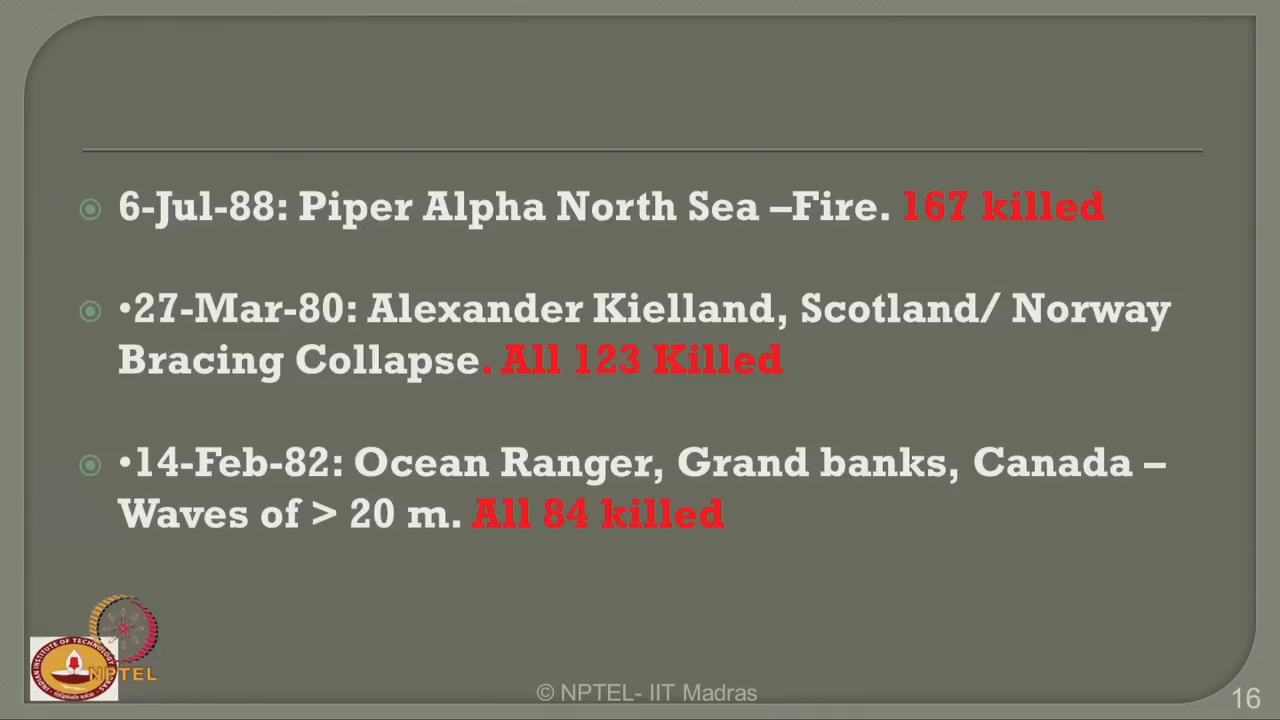 6-Jul-88: Piper Alpha North Sea –Fire. 167 killed
•27-Mar-80: Alexander Kielland, Scotland/ Norway
Bracing Collapse. All 123 Killed
•14-Feb-82: Ocean Ranger, Grand banks, Canada –
Waves of > 20 m. All 84 killed
NPTEL
© NPTEL- IIT Madras
16